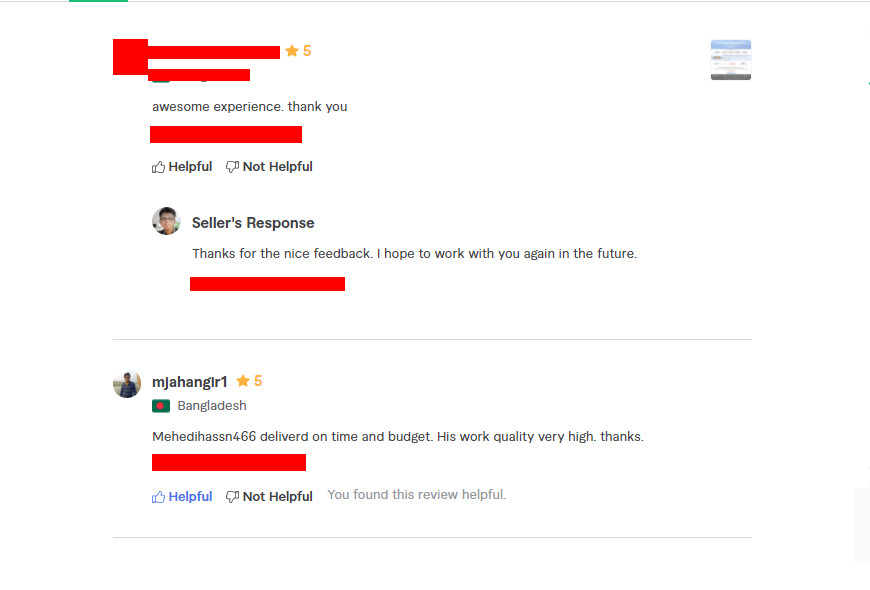 5
awesome experience. thank you
Helpful Not Helpful
Seller's Response
Thanks for the nice feedback. I hope to work with you again in the future.
mjahangir1 5
Bangladesh
Mehedihassn466 deliverd on time and budget. His work quality very high. thanks.
Helpful Not Helpful You found this review helpful.